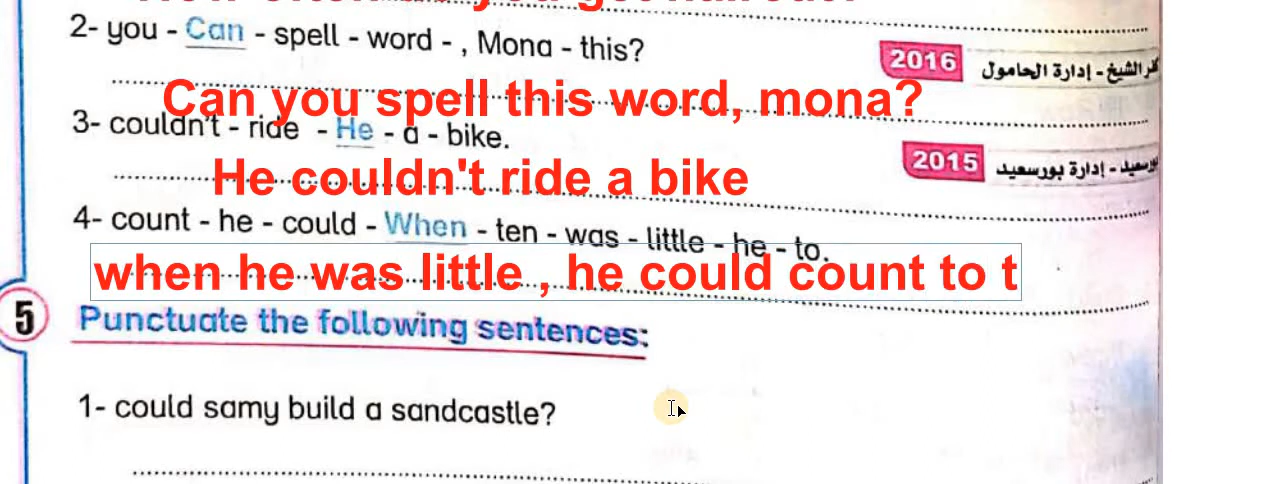 2- you - Can - spell - word - , Mona - this?
2016 كفر الشيخ - إدارة الحامول
Can you spell this word, mona?
3- couldn't - ride - He - a - bike.
2015 بورسعيد - إدارة بورسعيد
He couldn't ride a bike
4- count - he - could - When - ten - was - little - he - to.
when he was little , he could count to t
5 Punctuate the following sentences:
1- could samy build a sandcastle?